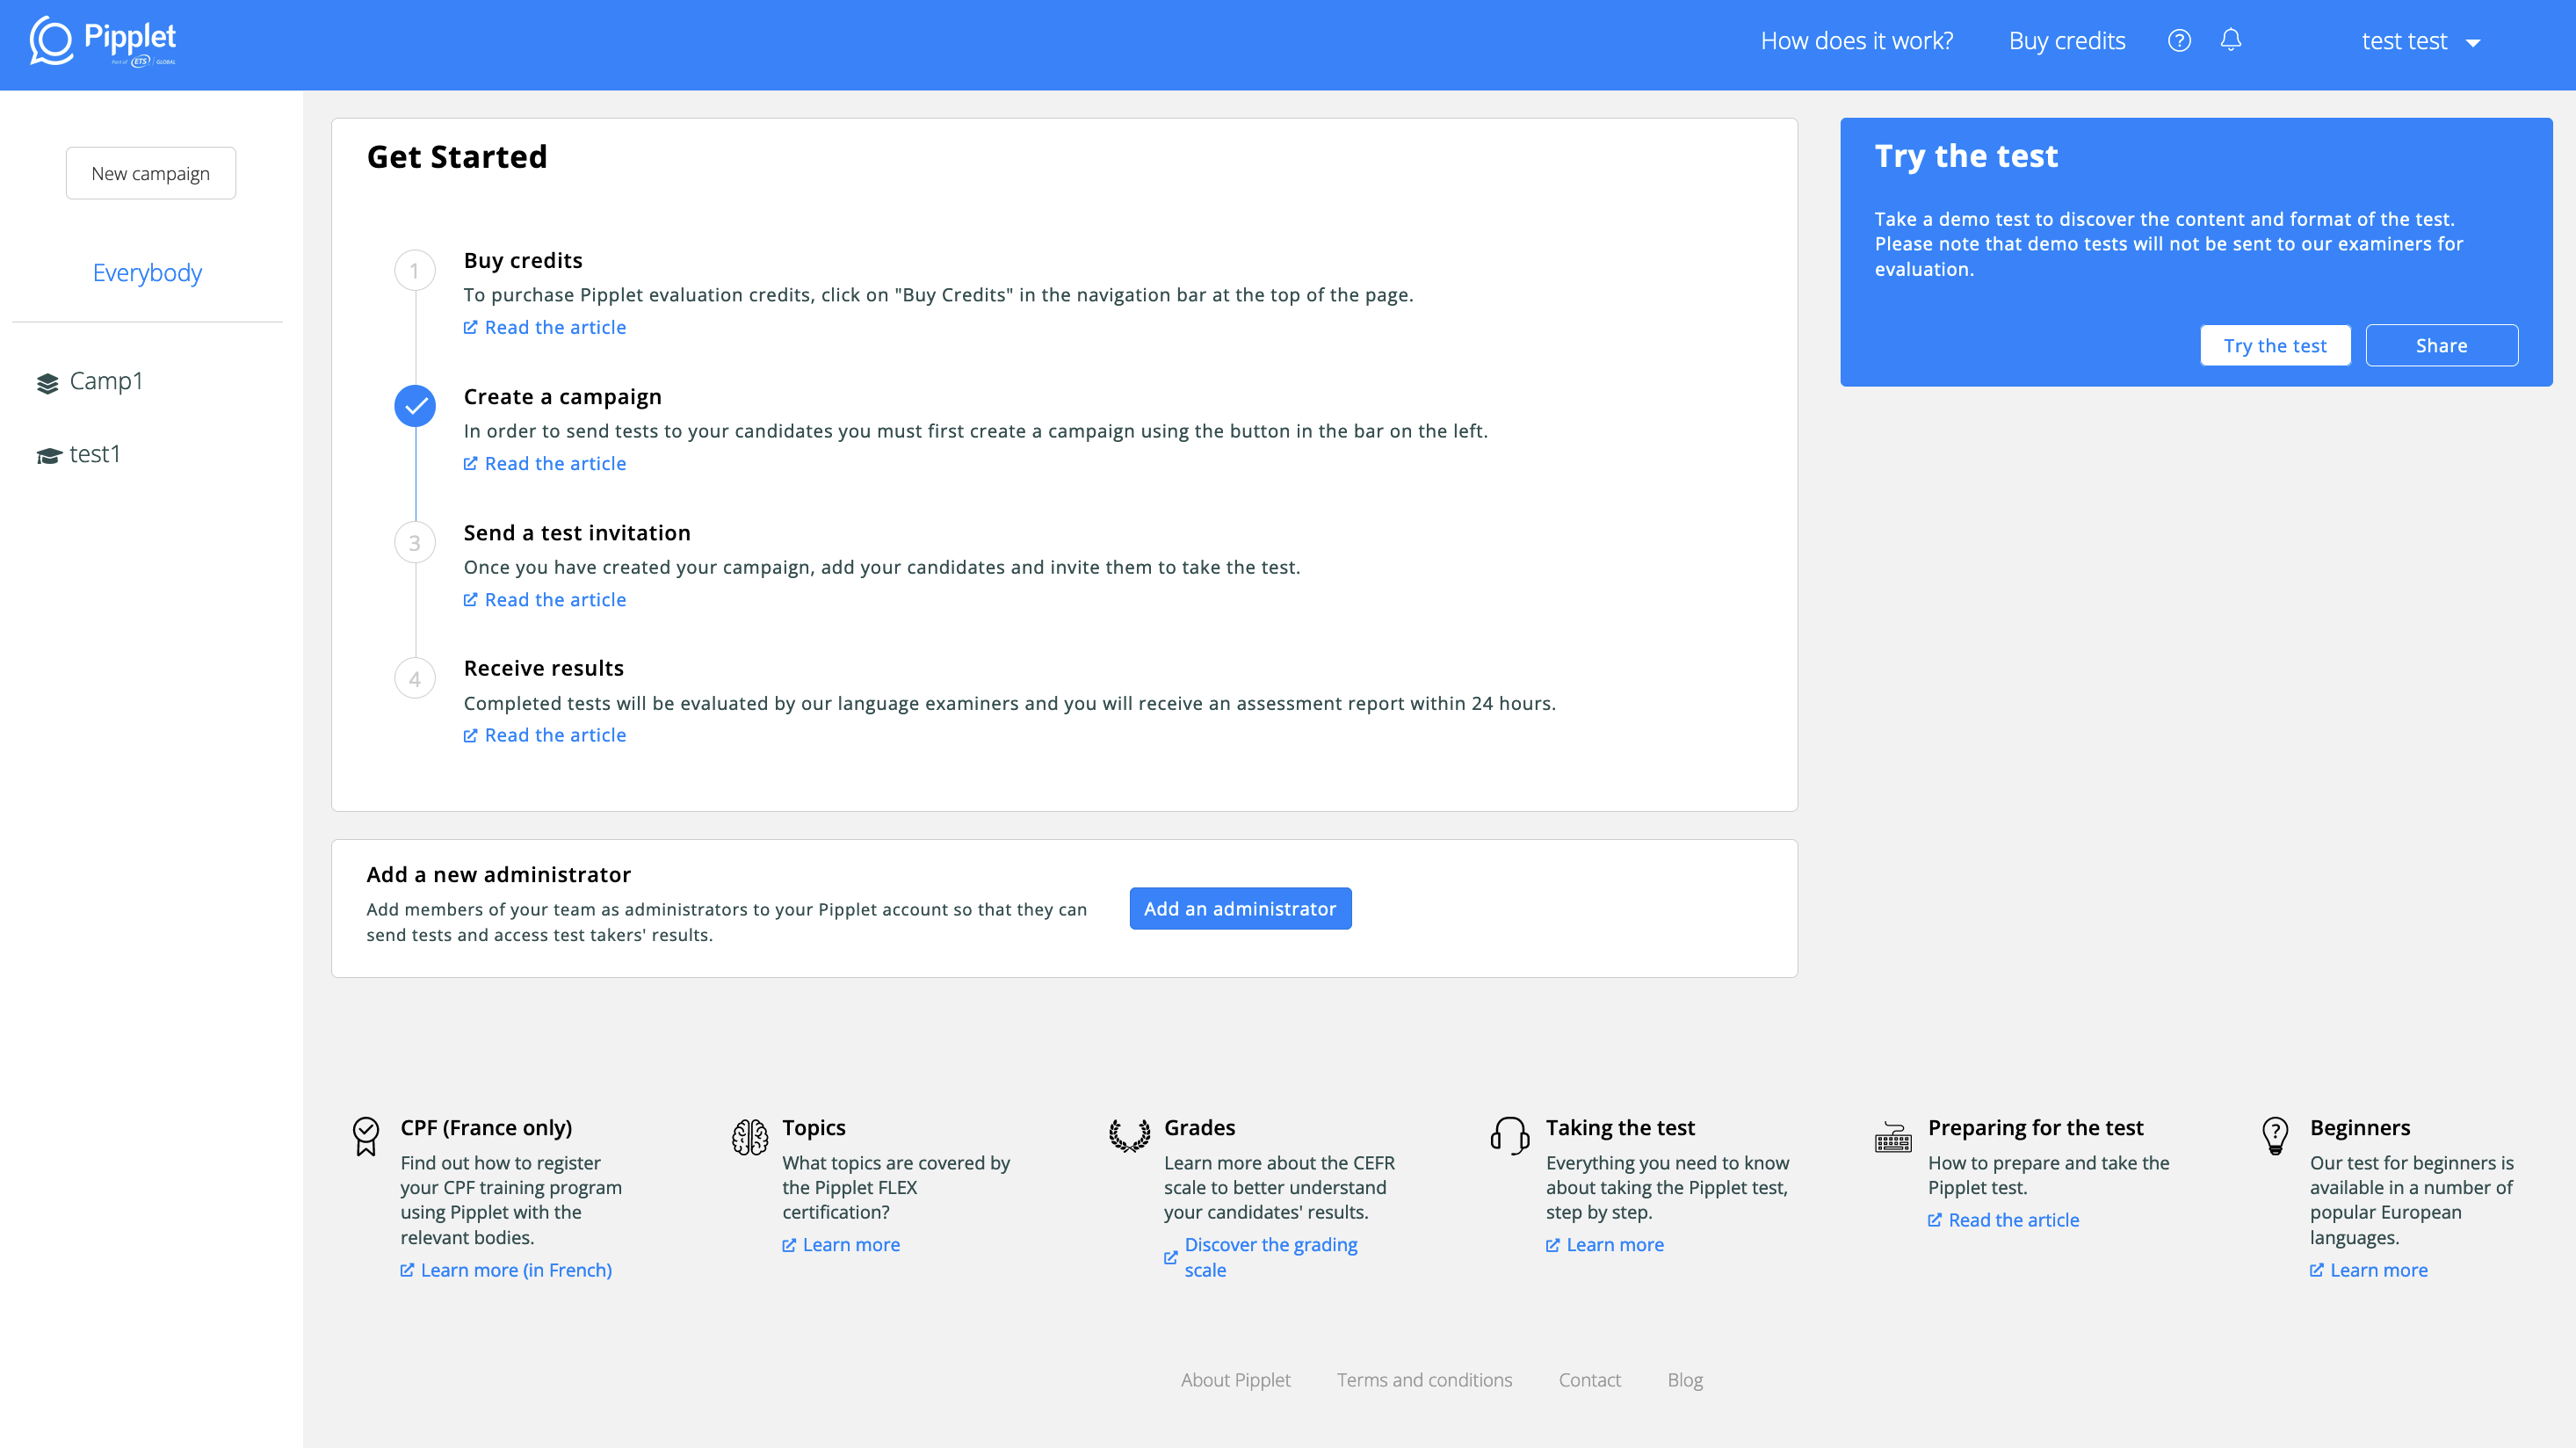 Pipplet
Part of ETS GLOBAL
How does it work?
Buy credits
?
test test
New campaign
Everybody
Camp1
test1
Get Started
1
Buy credits
To purchase Pipplet evaluation credits, click on "Buy Credits" in the navigation bar at the top of the page.
Read the article
Create a campaign
In order to send tests to your candidates you must first create a campaign using the button in the bar on the left.
Read the article
3
Send a test invitation
Once you have created your campaign, add your candidates and invite them to take the test.
Read the article
4
Receive results
Completed tests will be evaluated by our language examiners and you will receive an assessment report within 24 hours.
Read the article
Try the test
Take a demo test to discover the content and format of the test.
Please note that demo tests will not be sent to our examiners for
evaluation.
Try the test
Share
Add a new administrator
Add members of your team as administrators to your Pipplet account so that they can
send tests and access test takers' results.
Add an administrator
CPF (France only)
Find out how to register
your CPF training program
using Pipplet with the
relevant bodies.
Learn more (in French)
Topics
What topics are covered by
the Pipplet FLEX
certification?
Learn more
Grades
Learn more about the CEFR
scale to better understand
your candidates' results.
Discover the grading
scale
Taking the test
Everything you need to know
about taking the Pipplet test,
step by step.
Learn more
Preparing for the test
How to prepare and take the
Pipplet test.
Read the article
?
Beginners
Our test for beginners is
available in a number of
popular European
languages.
Learn more
About Pipplet
Terms and conditions
Contact
Blog